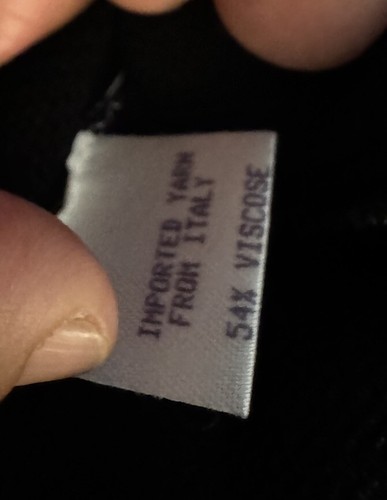 IMPORTED YARN
FROM ITALY
54% VISCOSE